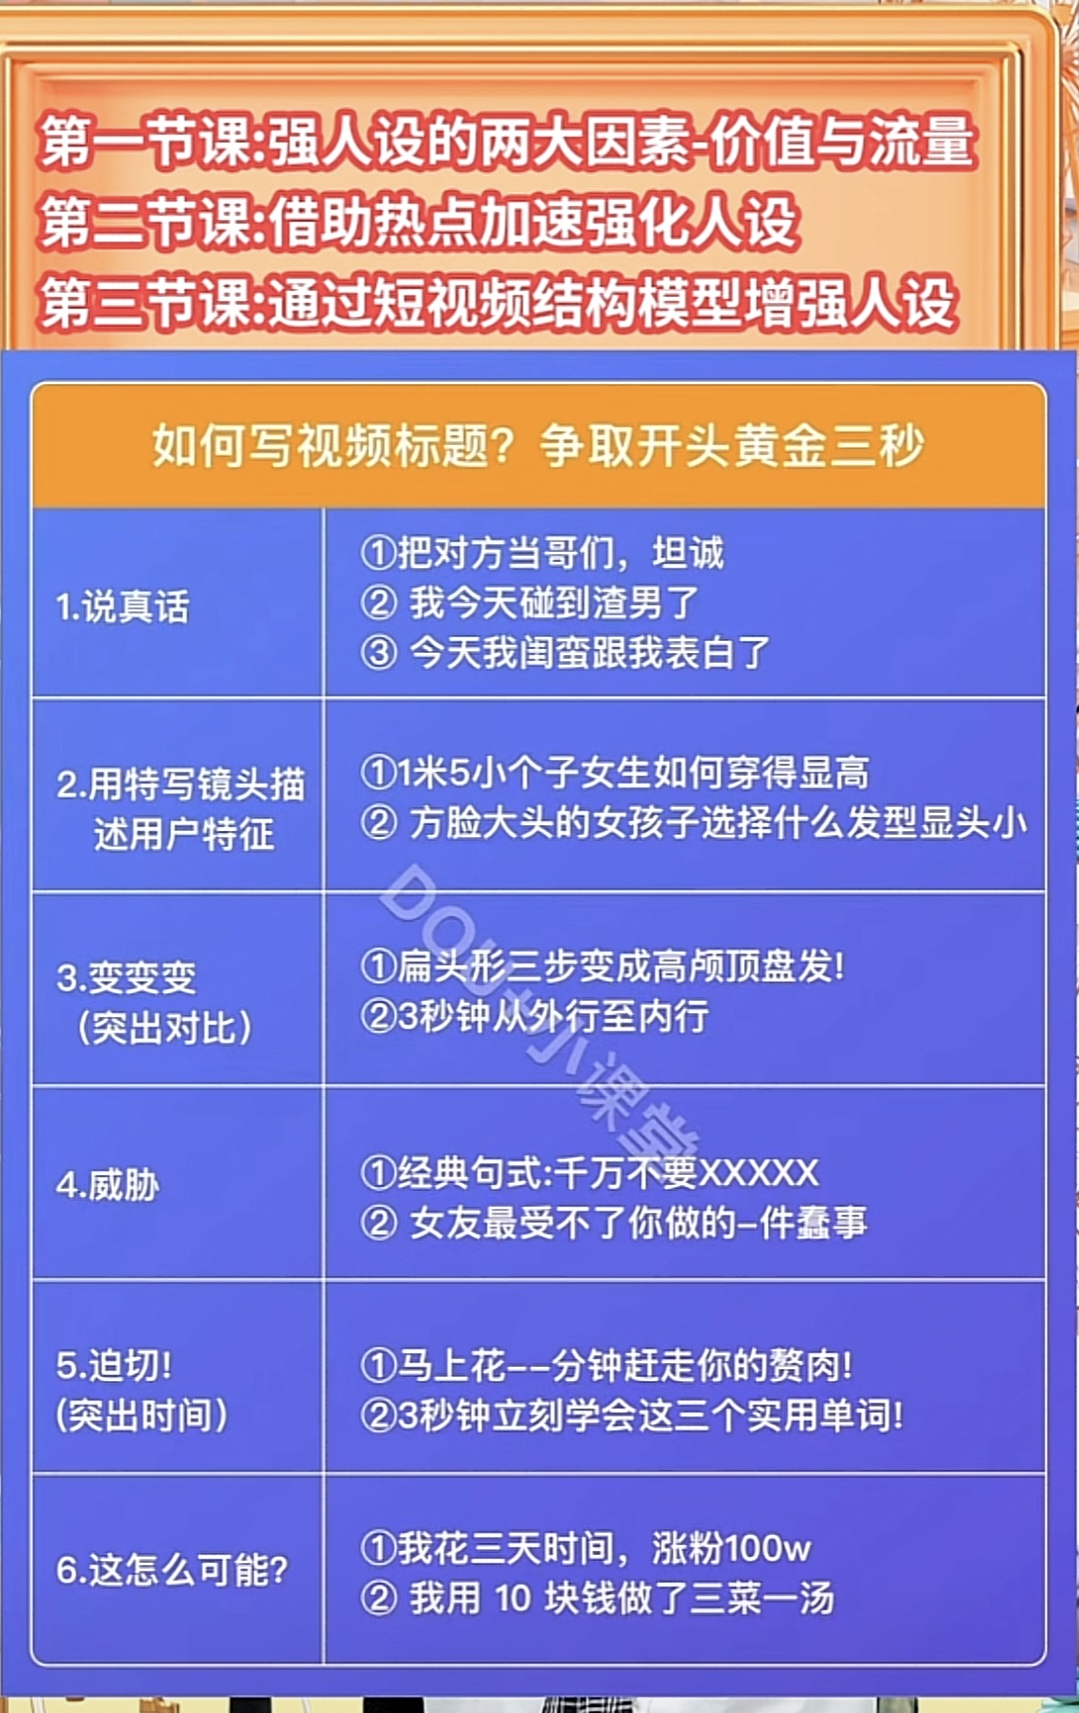 第一节课:强人设的两大因素-价值与流量
第二节课:借助热点加速强化人设
第三节课:通过短视频结构模型增强人设
如何写视频标题？争取开头黄金三秒
1.说真话
①把对方当哥们，坦诚
② 我今天碰到渣男了
③ 今天我闺蛮跟我表白了
2.用特写镜头描
述用户特征
①1米5小个子女生如何穿得显高
② 方脸大头的女孩子选择什么发型显头小
3.变变变
（突出对比）
①扁头形三步变成高颅顶盘发!
②3秒钟从外行至内行
4.威胁
①经典句式:千万不要XXXXX
② 女友最受不了你做的–件蠢事
5.迫切!
(突出时间）
①马上花––分钟赶走你的赘肉!
②3秒钟立刻学会这三个实用单词!
6.这怎么可能?
①我花三天时间，涨粉100w
② 我用 10 块钱做了三菜一汤
DOU+小课堂